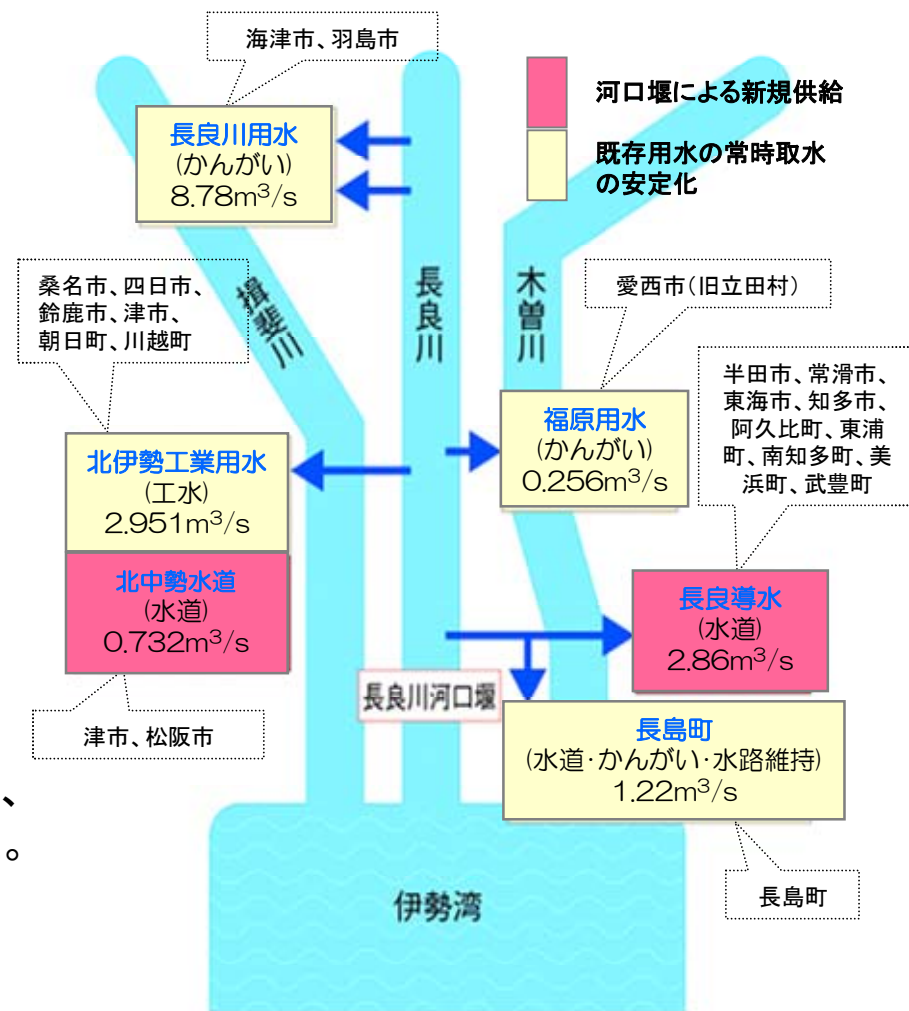 海津市、羽島市
河口堰による新規供給
既存用水の常時取水
の安定化
長良川用水
(かんがい)
8.78m³/s
桑名市、四日市、
鈴鹿市、津市、
朝日町、川越町
揖斐川
長良川
木曽川
愛西市(旧立田村)
半田市、常滑市、
東海市、知多市、
阿久比町、東浦
町、南知多町、美
浜町、武豊町
福原用水
(かんがい)
0.256m³/s
北伊勢工業用水
(工水)
2.951m³/s
北中勢水道
(水道)
0.732m³/s
長良導水
(水道)
2.86m³/s
長良川河口堰
長島町
(水道・かんがい・水路維持)
1.22m³/s
津市、松阪市
、
。
長島町
伊勢湾